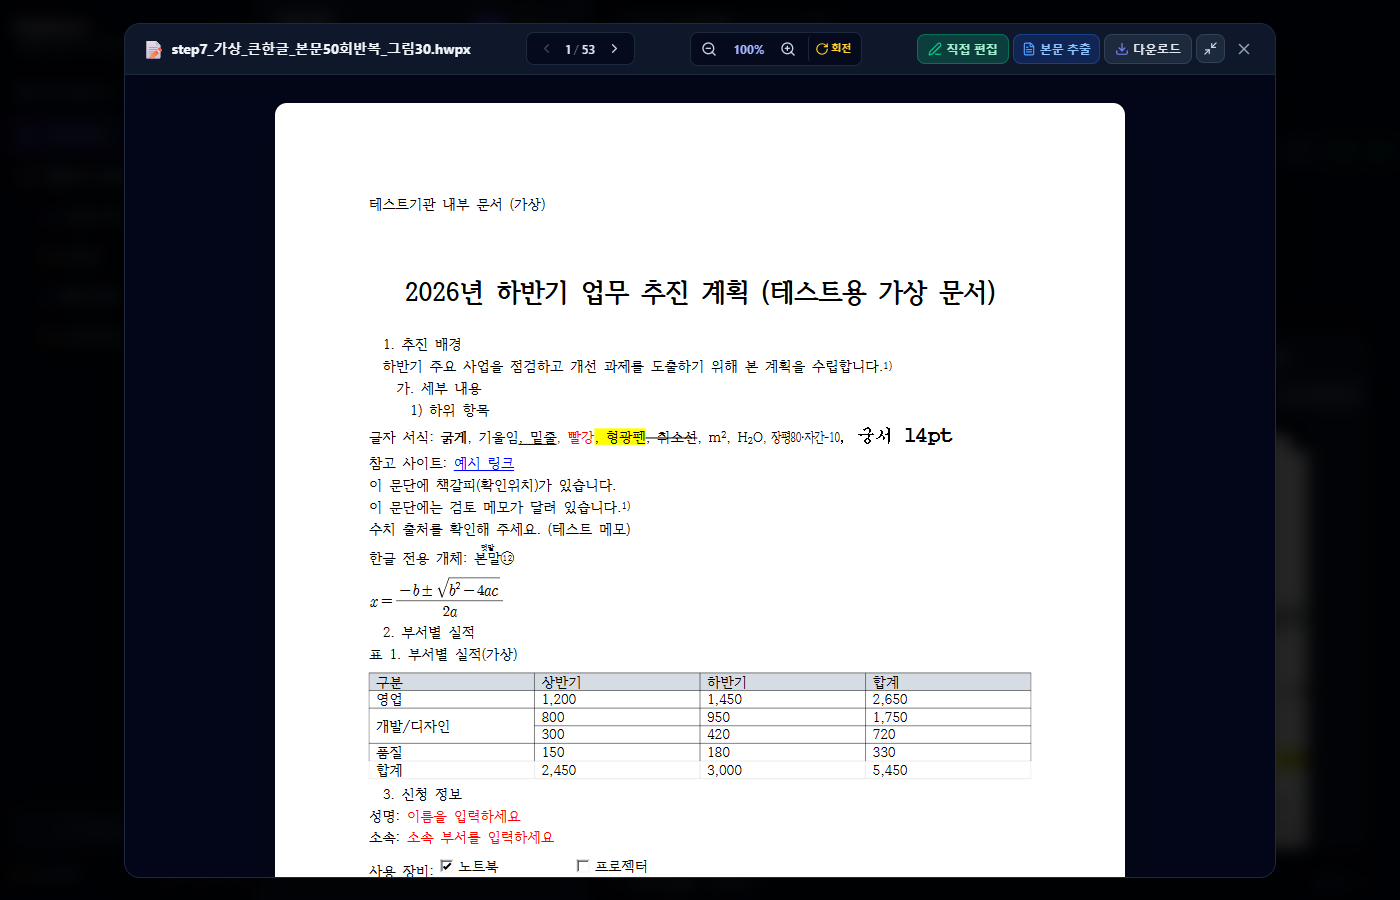 step7_가상_큰한글_본문50회반복_그림30.hwpx
1 / 53
100%
회전
직접 편집
본문 추출
다운로드
테스트기관 내부 문서 (가상)
2026년 하반기 업무 추진 계획 (테스트용 가상 문서)
1. 추진 배경
하반기 주요 사업을 점검하고 개선 과제를 도출하기 위해 본 계획을 수립합니다.1)
가. 세부 내용
1) 하위 항목
글자 서식: 굵게, 기울임, 밑줄, 빨강, 형광펜, 취소선, m², H₂O, 장평80·자간-10, 궁서 14pt
참고 사이트: 예시 링크
이 문단에 책갈피(확인위치)가 있습니다.
이 문단에는 검토 메모가 달려 있습니다.1)
수치 출처를 확인해 주세요. (테스트 메모)
덧말
한글 전용 개체: 본말⑫
x = (−b ± √(b² − 4ac)) / 2a
2. 부서별 실적
표 1. 부서별 실적(가상)
구분 상반기 하반기 합계
영업 1,200 1,450 2,650
개발/디자인 800 950 1,750
300 420 720
품질 150 180 330
합계 2,450 3,000 5,450
3. 신청 정보
성명: 이름을 입력하세요
소속: 소속 부서를 입력하세요
사용 장비: 노트북 프로젝터